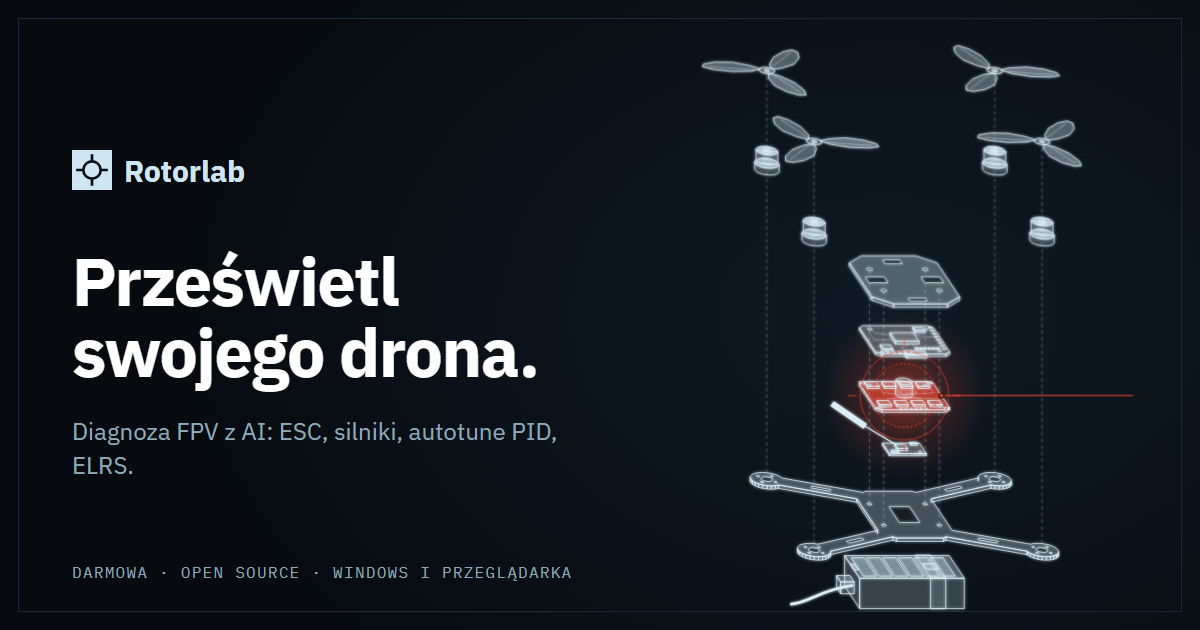 Rotorlab
Prześwietl
swojego drona.
Diagnoza FPV z AI: ESC, silniki, autotune PID,
ELRS.
DARMOWA · OPEN SOURCE · WINDOWS I PRZEGLĄDARKA